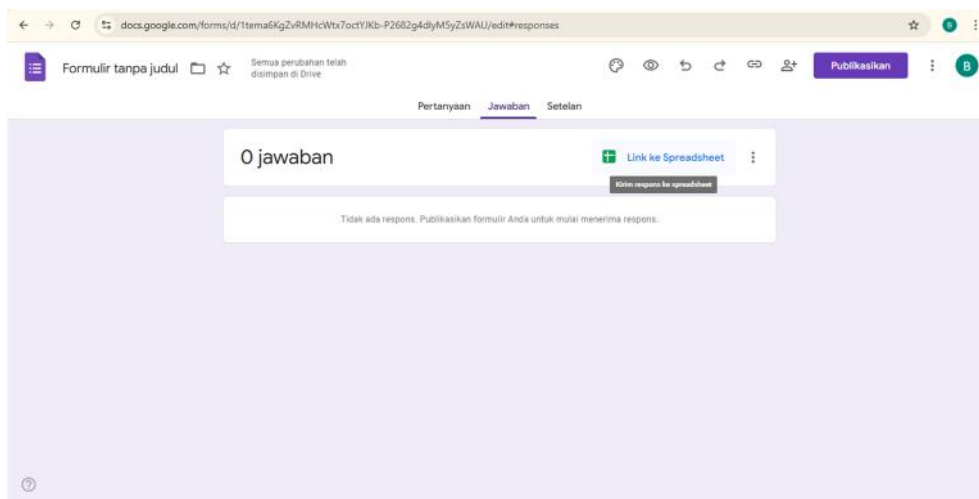 docs.google.com/forms/d/1tema6KgZvRMHcWtx7octYJKb-P2682g4dlyM5yZsWAU/edit#responses
B
Formulir tanpa judul
Semua perubahan telah
disimpan di Drive
Publikasikan
B
Pertanyaan Jawaban Setelan
0 jawaban
Link ke Spreadsheet
Kirim respons ke spreadsheet
Tidak ada respons. Publikasikan formulir Anda untuk mulai menerima respons.